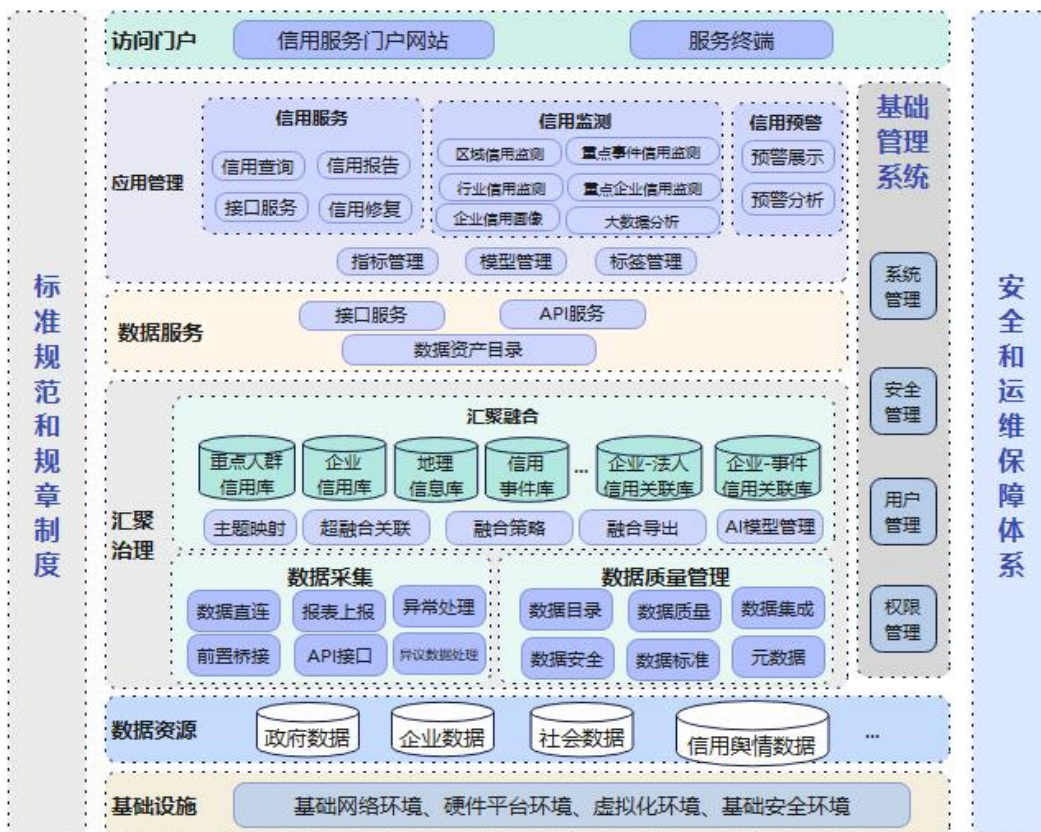 标准规范和规章制度
访问门户
信用服务门户网站
服务终端
应用管理
信用服务
信用查询
信用报告
接口服务
信用修复
信用监测
区域信用监测
重点事件信用监测
行业信用监测
重点企业信用监测
企业信用画像
大数据分析
信用预警
预警展示
预警分析
指标管理
模型管理
标签管理
数据服务
接口服务
API服务
数据资产目录
汇聚
治理
汇聚融合
重点人群
信用库
企业
信用库
地理
信息库
信用
事件库
...
企业-法人
信用关联库
企业-事件
信用关联库
主题映射
超融合关联
融合策略
融合导出
AI模型管理
数据采集
数据直连
报表上报
异常处理
前置桥接
API接口
异议数据处理
数据质量管理
数据目录
数据质量
数据集成
数据安全
数据标准
元数据
数据资源
政府数据
企业数据
社会数据
信用舆情数据
...
基础设施
基础网络环境、硬件平台环境、虚拟化环境、基础安全环境
基础
管理
系统
系统
管理
安全
管理
用户
管理
权限
管理
安全和运维保障体系